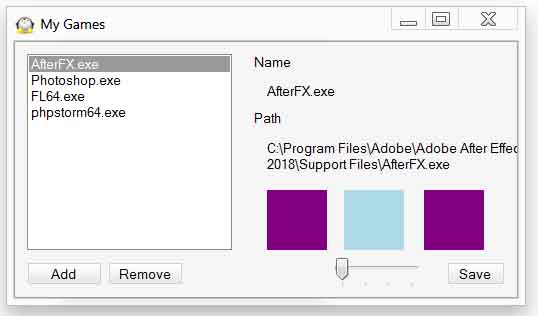 My Games
AfterFX.exe
Photoshop.exe
FL64.exe
phpstorm64.exe
Name
AfterFX.exe
Path
C:\Program Files\Adobe\Adobe After Effec
2018\Support Files\AfterFX.exe
Add
Remove
Save